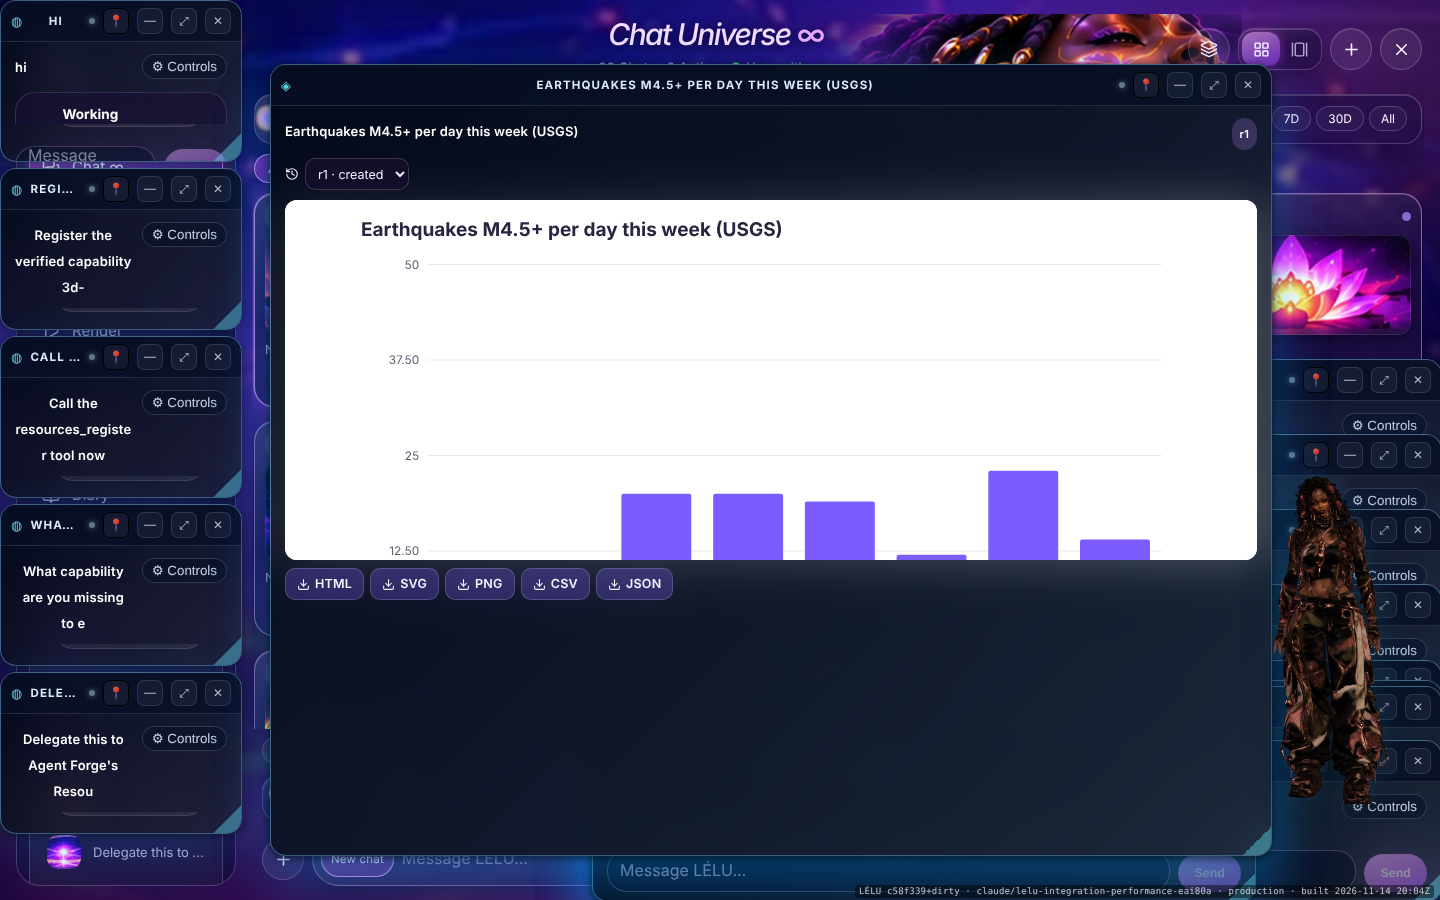 Chat Universe ∞
HI
hi
Controls
Working
Message
Chat ∞
REGI...
Register the
verified capability
3d-
Controls
Render
CALL ...
Call the
resources_registe
r tool now
Controls
Diary
WHA...
What capability
are you missing
to e
Controls
DELE...
Delegate this to
Agent Forge's
Resou
Controls
Delegate this to ...
EARTHQUAKES M4.5+ PER DAY THIS WEEK (USGS)
Earthquakes M4.5+ per day this week (USGS)
r1
r1 · created
Earthquakes M4.5+ per day this week (USGS)
50
37.50
25
12.50
HTML
SVG
PNG
CSV
JSON
7D
30D
All
Controls
Controls
Controls
Controls
Controls
New chat
Message LÉLU...
Message LÉLU...
Send
Send
LÉLU c58f339+dirty · claude/lelu-integration-performance-eai80a · production · built 2026-11-14 20:04Z